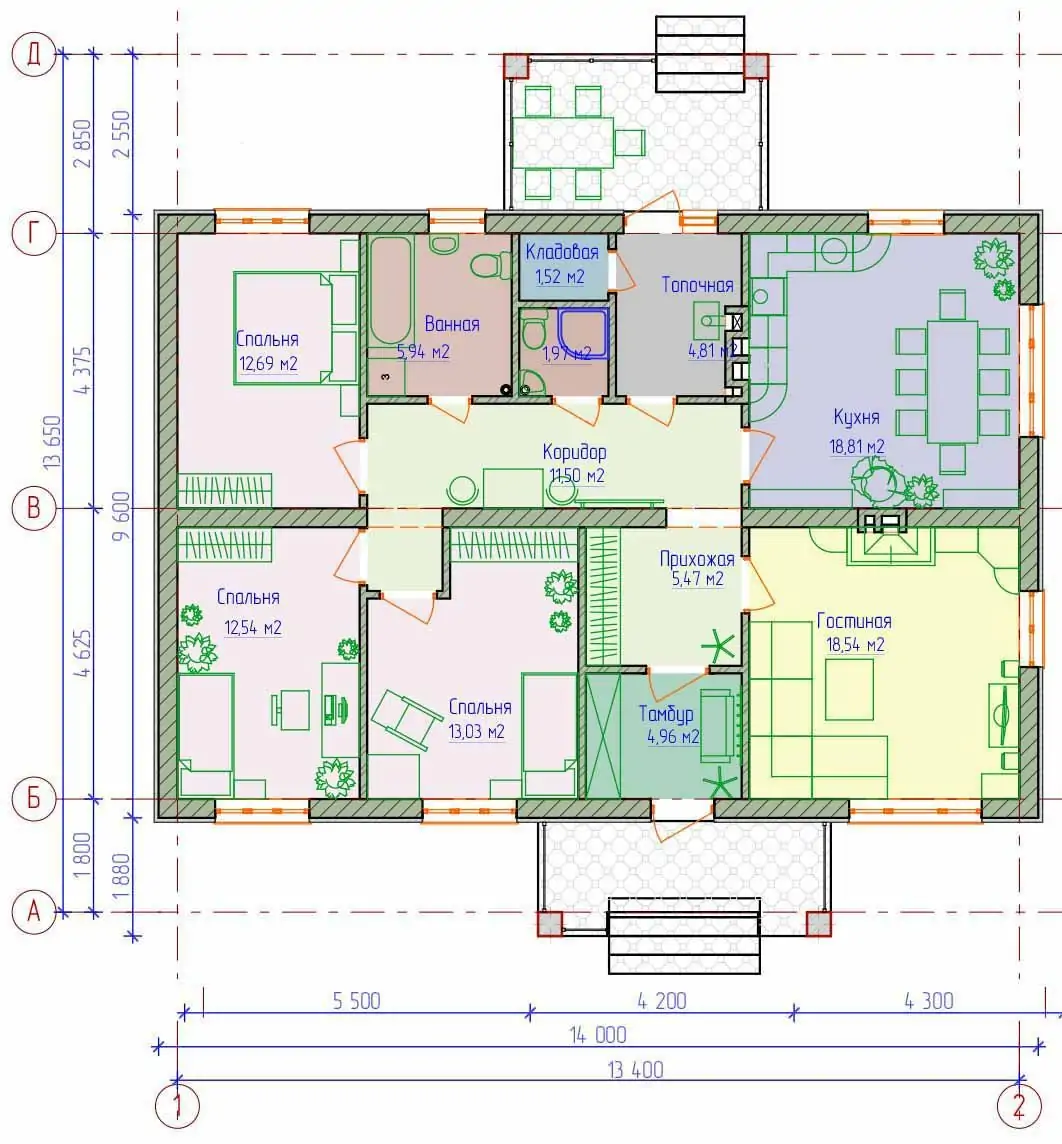 Д
2 850
2 550
Г
Кладовая
1,52 м2
Топочная
4,81 м2
Ванная
5,94 м2
1,97 м2
3
Спальня
12,69 м2
4 375
13 650
9 600
Кухня
18,81 м2
Коридор
11,50 м2
В
Прихожая
5,47 м2
Спальня
12,54 м2
Гостиная
18,54 м2
4 625
Спальня
13,03 м2
Тамбур
4,96 м2
Б
1 800
1 880
А
5 500
4 200
4 300
14 000
13 400
1
2